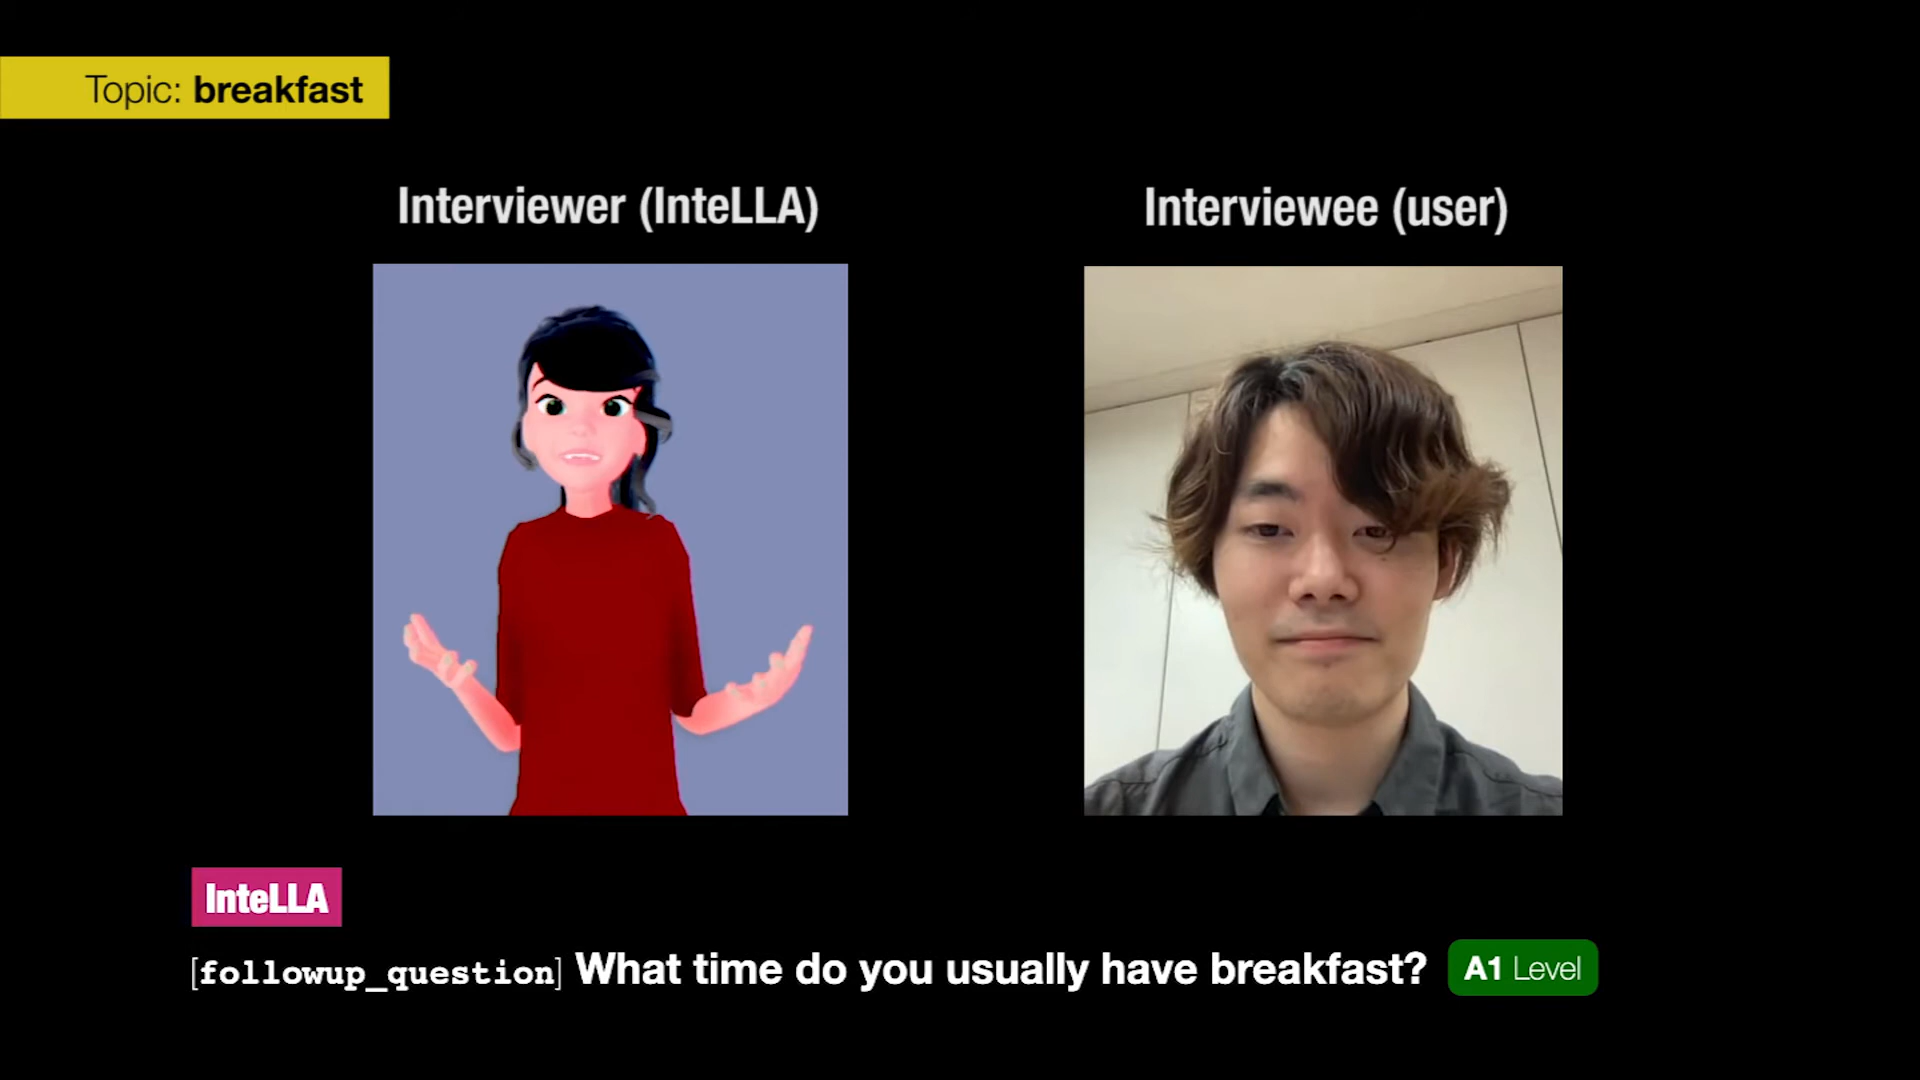 Topic: breakfast
Interviewer (InteLLA)
Interviewee (user)
InteLLA
[followup_question] What time do you usually have breakfast? A1 Level